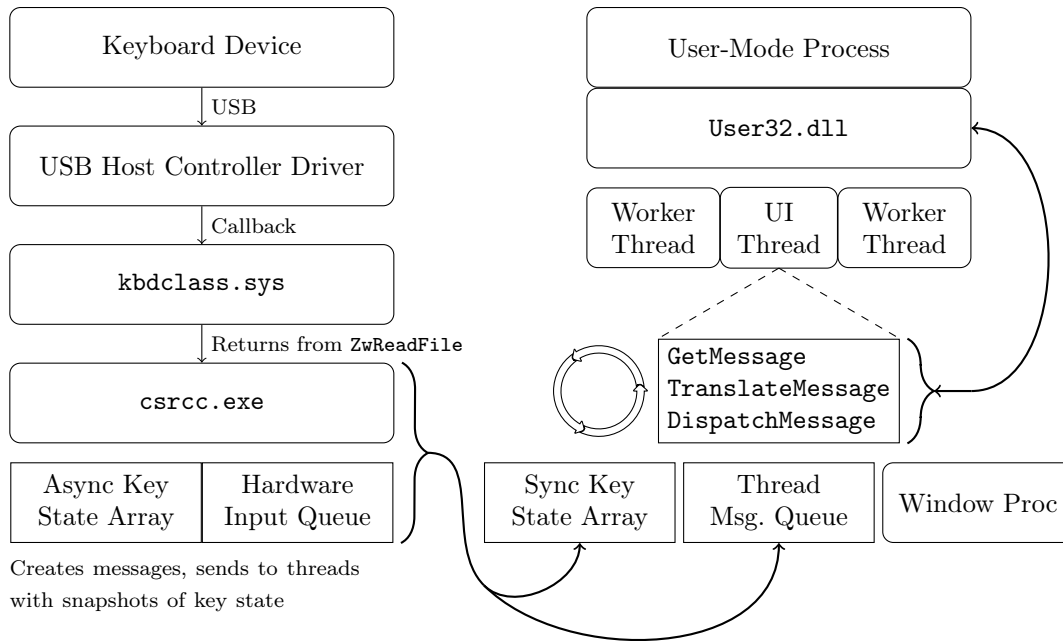 Keyboard Device
USB
USB Host Controller Driver
Callback
kbdclass.sys
Returns from ZwReadFile
csrcc.exe
Async Key
State Array
Hardware
Input Queue
Creates messages, sends to threads
with snapshots of key state
User-Mode Process
User32.dll
Worker
Thread
UI
Thread
Worker
Thread
GetMessage
TranslateMessage
DispatchMessage
Sync Key
State Array
Thread
Msg. Queue
Window Proc